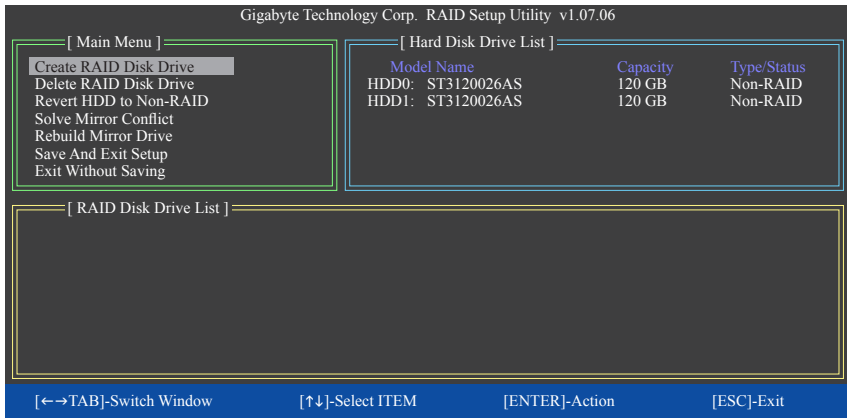 Gigabyte Technology Corp. RAID Setup Utility v1.07.06
[ Main Menu ]
Create RAID Disk Drive
Delete RAID Disk Drive
Revert HDD to Non-RAID
Solve Mirror Conflict
Rebuild Mirror Drive
Save And Exit Setup
Exit Without Saving
[ Hard Disk Drive List ]
Model Name Capacity Type/Status
HDD0: ST3120026AS 120 GB Non-RAID
HDD1: ST3120026AS 120 GB Non-RAID
[ RAID Disk Drive List ]
[←→TAB]-Switch Window [↑↓]-Select ITEM [ENTER]-Action [ESC]-Exit